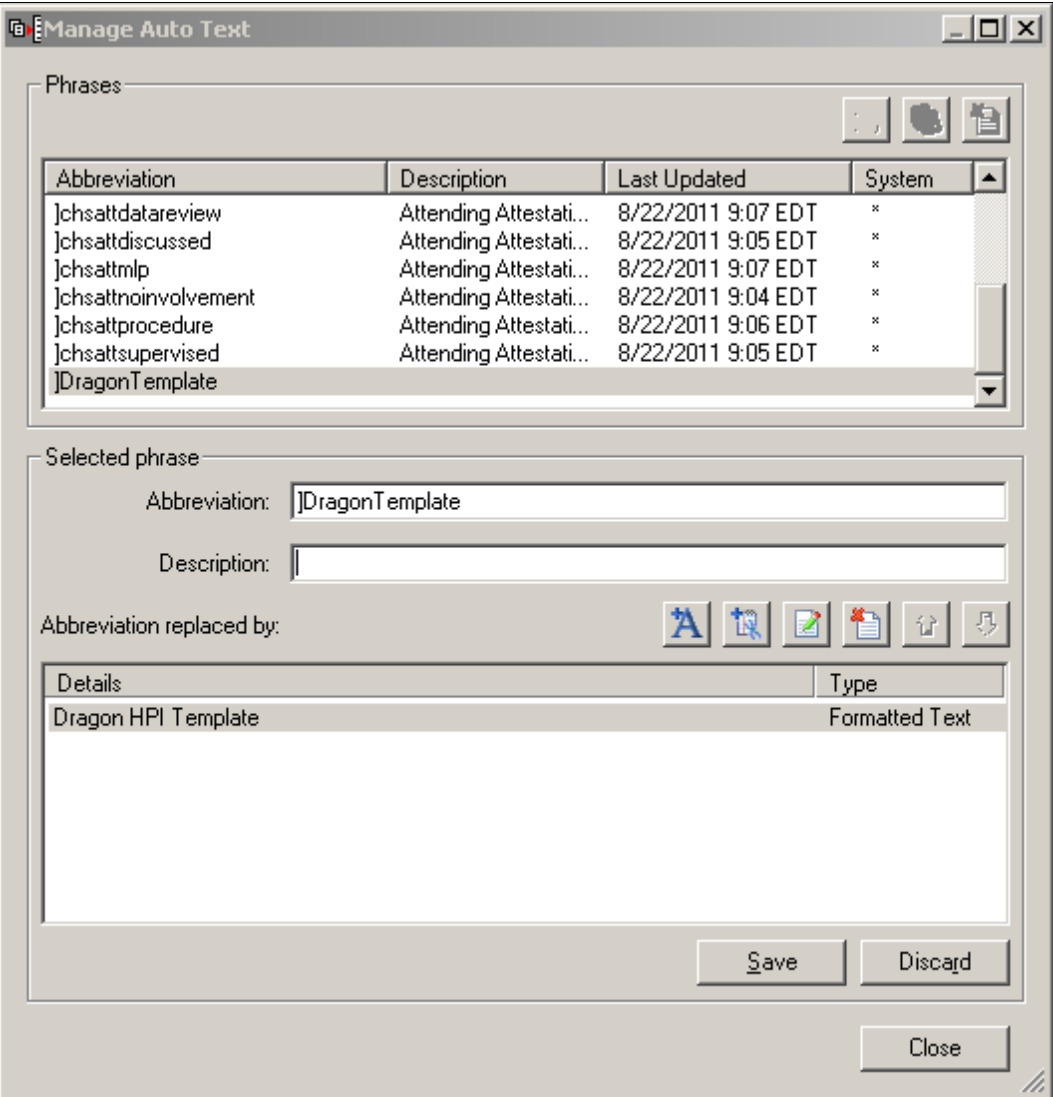 Manage Auto Text
Phrases
Abbreviation Description Last Updated System
]chsattdatareview Attending Attestati... 8/22/2011 9:07 EDT *
]chsattdiscussed Attending Attestati... 8/22/2011 9:05 EDT *
]chsattmlp Attending Attestati... 8/22/2011 9:07 EDT *
]chsattnoinvolvement Attending Attestati... 8/22/2011 9:04 EDT *
]chsattprocedure Attending Attestati... 8/22/2011 9:06 EDT *
]chsattsupervised Attending Attestati... 8/22/2011 9:05 EDT *
]DragonTemplate
Selected phrase
Abbreviation: ]DragonTemplate
Description:
Abbreviation replaced by:
Details Type
Dragon HPI Template Formatted Text
Save Discard
Close